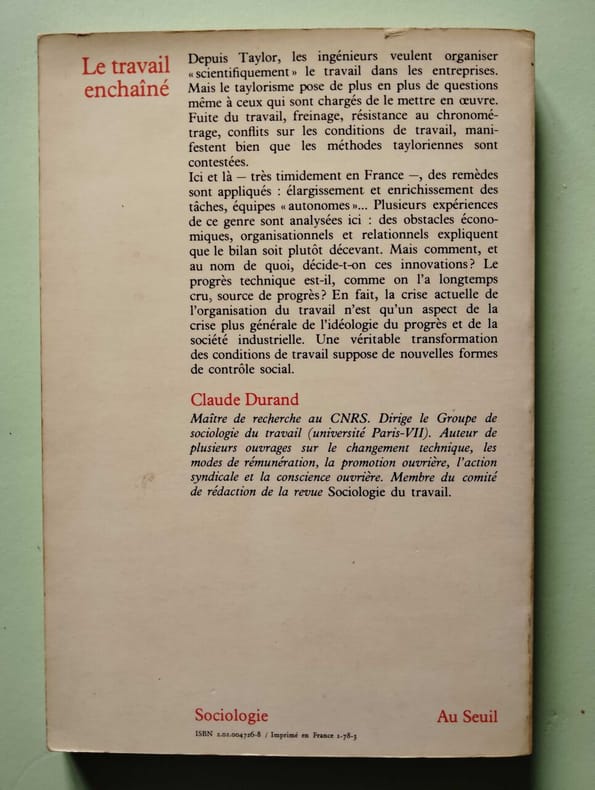 Le travail
enchaîné
Depuis Taylor, les ingénieurs veulent organiser
« scientifiquement » le travail dans les entreprises.
Mais le taylorisme pose de plus en plus de questions
même à ceux qui sont chargés de le mettre en œuvre.
Fuite du travail, freinage, résistance au chronomé-
trage, conflits sur les conditions de travail, mani-
festent bien que les méthodes tayloriennes sont
contestées.
Ici et là — très timidement en France —, des remèdes
sont appliqués : élargissement et enrichissement des
tâches, équipes « autonomes »... Plusieurs expériences
de ce genre sont analysées ici : des obstacles écono-
miques, organisationnels et relationnels expliquent
que le bilan soit plutôt décevant. Mais comment, et
au nom de quoi, décide-t-on ces innovations ? Le
progrès technique est-il, comme on l'a longtemps
cru, source de progrès ? En fait, la crise actuelle de
l'organisation du travail n'est qu'un aspect de la
crise plus générale de l'idéologie du progrès et de la
société industrielle. Une véritable transformation
des conditions de travail suppose de nouvelles formes
de contrôle social.
Claude Durand
Maître de recherche au CNRS. Dirige le Groupe de
sociologie du travail (université Paris-VII). Auteur de
plusieurs ouvrages sur le changement technique, les
modes de rémunération, la promotion ouvrière, l'action
syndicale et la conscience ouvrière. Membre du comité
de rédaction de la revue Sociologie du travail.
Sociologie
Au Seuil
ISBN 2.02.004726-8 / Imprimé en France 1-78-3